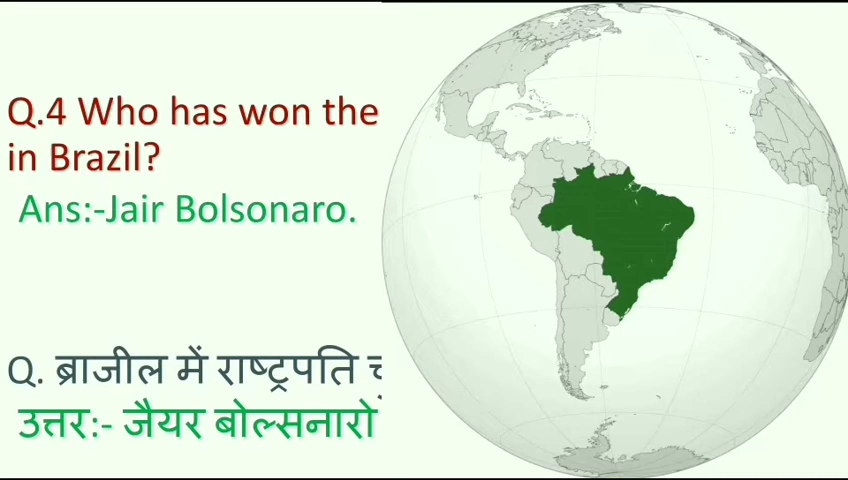 Q.4 Who has won the
in Brazil?
Ans:-Jair Bolsonaro.
Q. ब्राजील में राष्ट्रपति
उत्तर:- जैयर बोल्सनारो